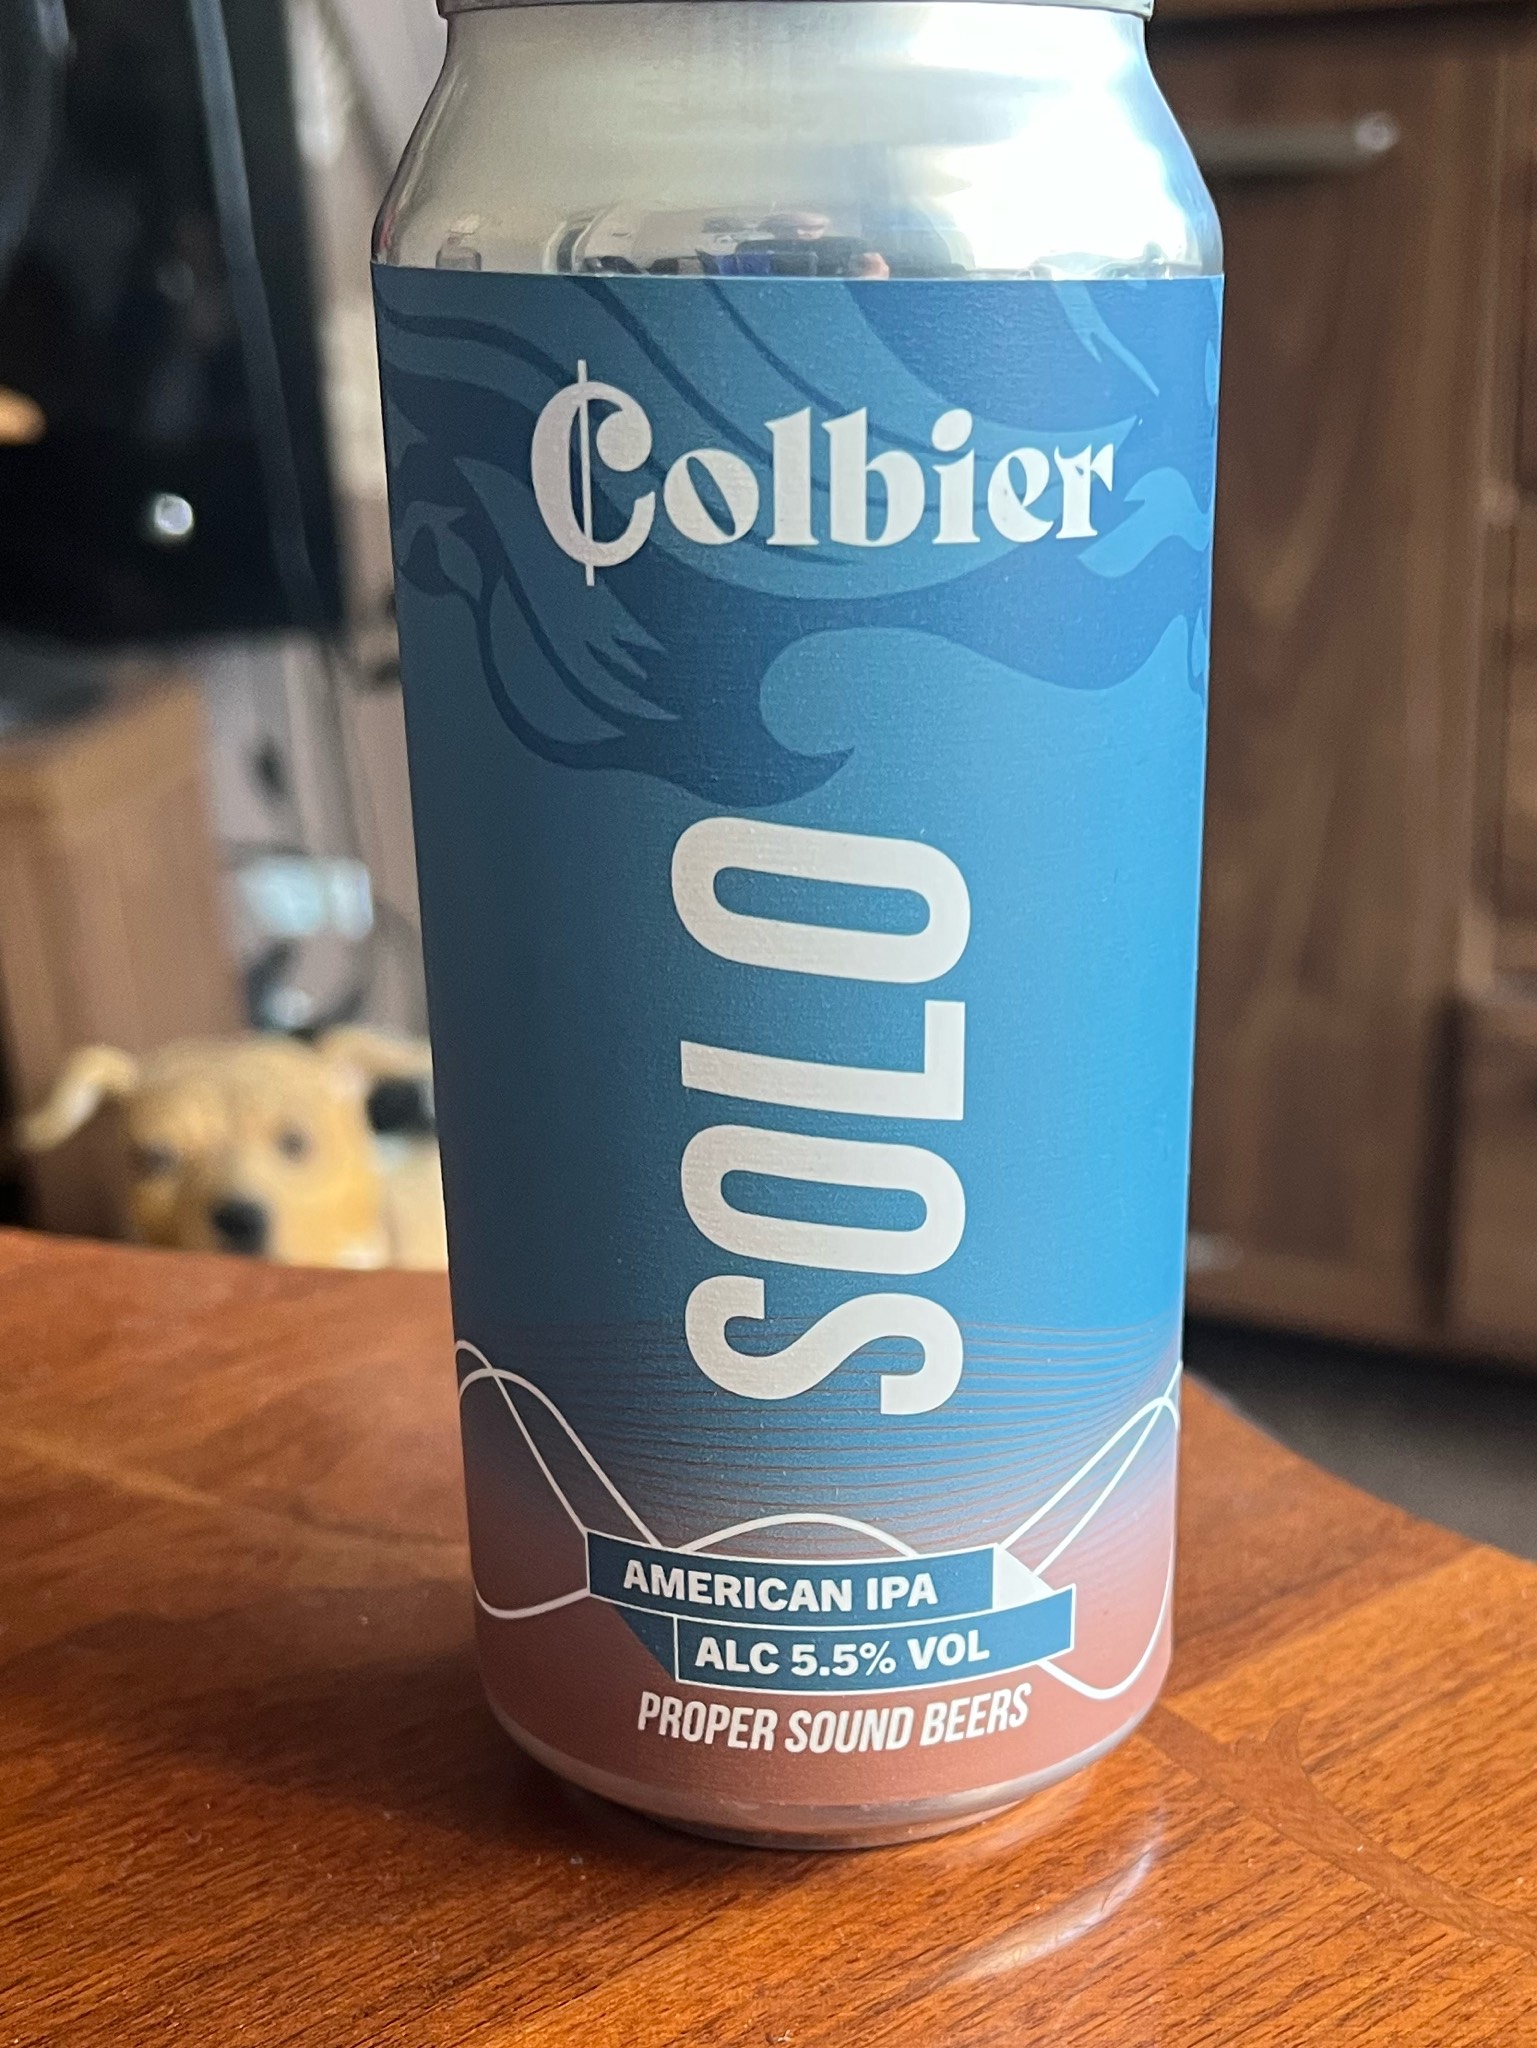 Colbier
SOLO
AMERICAN IPA
ALC 5.5% VOL
PROPER SOUND BEERS